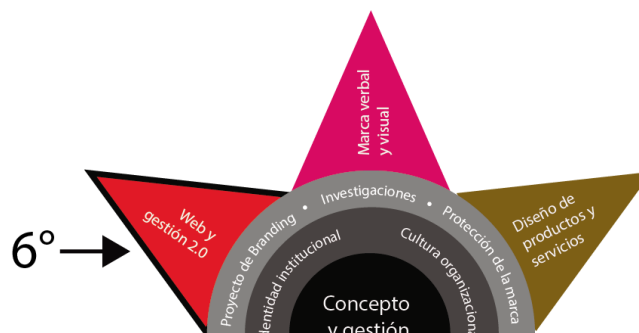 Marca verbal
y visual
Web y
gestión 2.0
Diseño de
productos y
servicios
6°
Proyecto de Branding • Investigaciones • Protección de la marca
Identidad institucional
Cultura organizacional
Concepto
y gestión